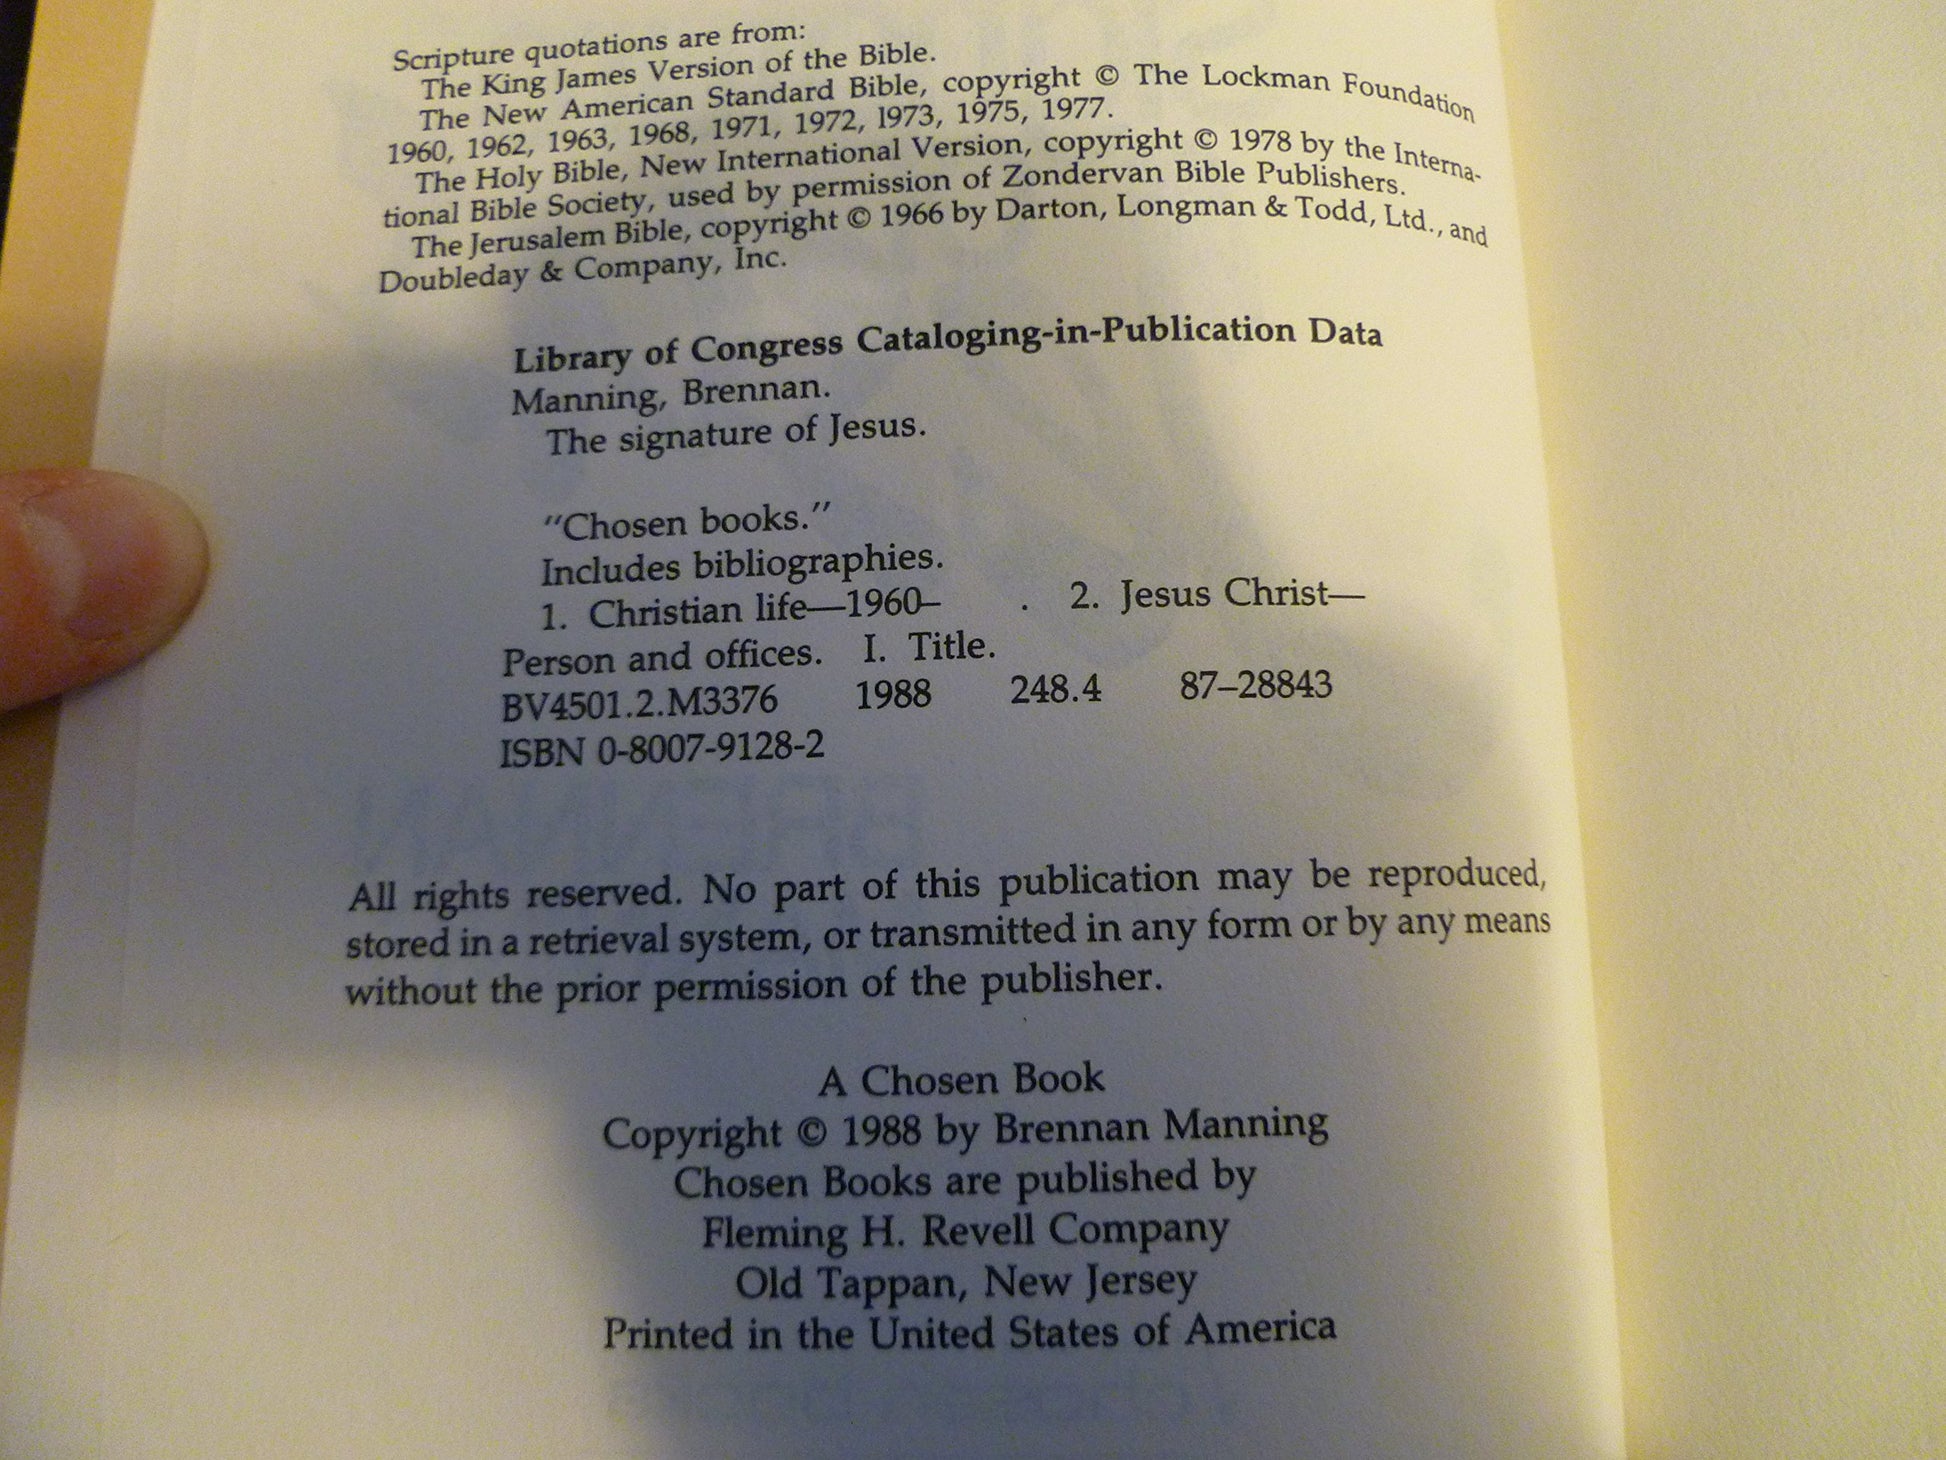 Scripture quotations are from:
The King James Version of the Bible.
The New American Standard Bible, copyright © The Lockman Foundation
1960, 1962, 1963, 1968, 1971, 1972, l973, 1975, 1977.
The Holy Bible, New International Version, copyright © 1978 by the Interna-
tional Bible Society, used by permission of Zondervan Bible Publishers.
The Jerusalem Bible, copyright © 1966 by Darton, Longman & Todd, Ltd., and
Doubleday & Company, Inc.
Library of Congress Cataloging-in-Publication Data
Manning, Brennan.
The signature of Jesus.
"Chosen books."
Includes bibliographies.
1. Christian life—1960– . 2. Jesus Christ—
Person and offices. I. Title.
BV4501.2.M3376 1988 248.4 87–28843
ISBN 0-8007-9128-2
All rights reserved. No part of this publication may be reproduced,
stored in a retrieval system, or transmitted in any form or by any means
without the prior permission of the publisher.
A Chosen Book
Copyright © 1988 by Brennan Manning
Chosen Books are published by
Fleming H. Revell Company
Old Tappan, New Jersey
Printed in the United States of America